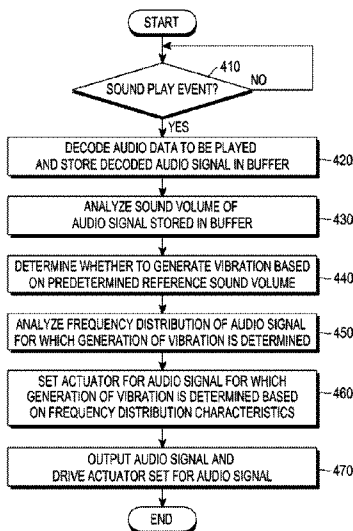 START
410
SOUND PLAY EVENT?
NO
YES
DECODE AUDIO DATA TO BE PLAYED
AND STORE DECODED AUDIO SIGNAL IN BUFFER
420
ANALYZE SOUND VOLUME OF
AUDIO SIGNAL STORED IN BUFFER
430
DETERMINE WHETHER TO GENERATE VIBRATION BASED
ON PREDETERMINED REFERENCE SOUND VOLUME
440
ANALYZE FREQUENCY DISTRIBUTION OF AUDIO SIGNAL
FOR WHICH GENERATION OF VIBRATION IS DETERMINED
450
SET ACTUATOR FOR AUDIO SIGNAL FOR WHICH
GENERATION OF VIBRATION IS DETERMINED BASED
ON FREQUENCY DISTRIBUTION CHARACTERISTICS
460
OUTPUT AUDIO SIGNAL AND
DRIVE ACTUATOR SET FOR AUDIO SIGNAL
470
END